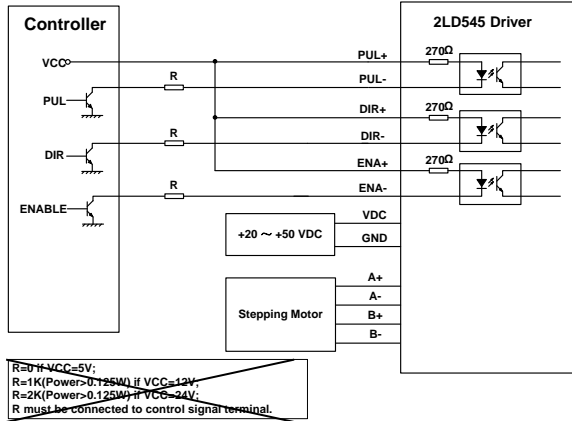 Controller
2LD545 Driver
VCC
PUL
DIR
ENABLE
R
R
R
PUL+
PUL-
DIR+
DIR-
ENA+
ENA-
270Ω
270Ω
270Ω
+20 ~ +50 VDC
VDC
GND
Stepping Motor
A+
A-
B+
B-
R=0 if VCC=5V;
R=1K(Power>0.125W) if VCC=12V;
R=2K(Power>0.125W) if VCC=24V;
R must be connected to control signal terminal.